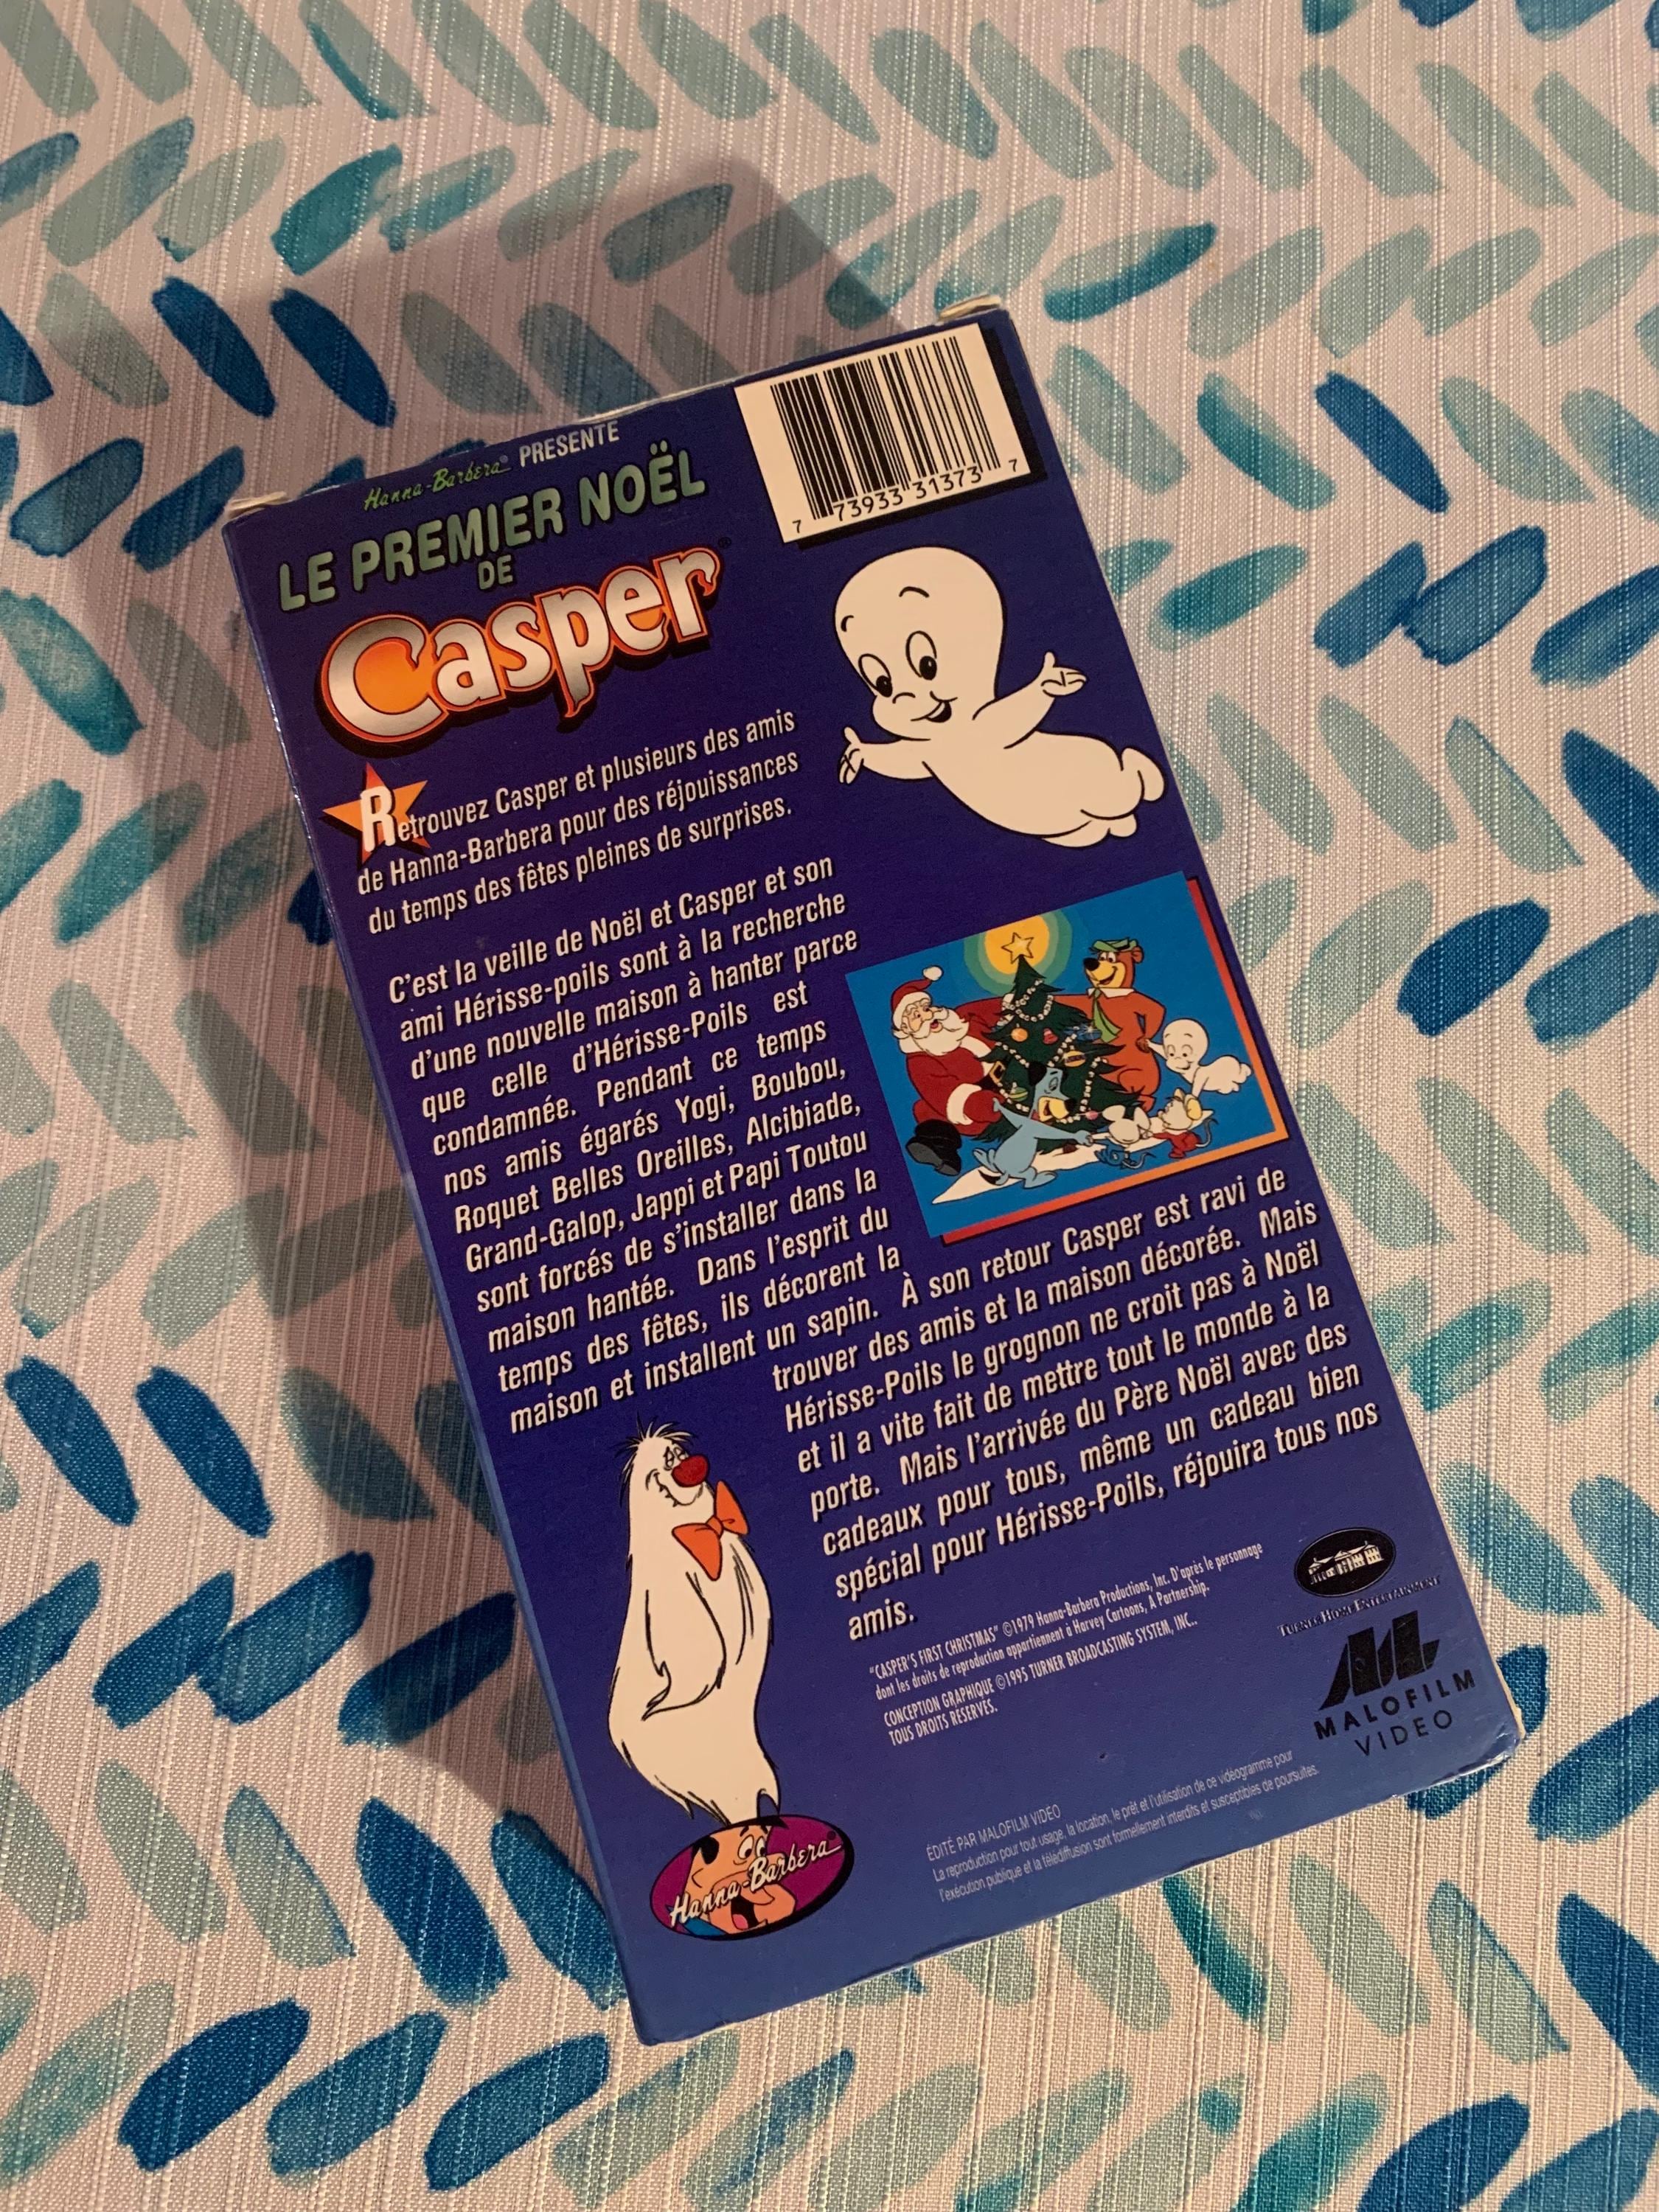 Hanna-Barbera® PRESENTE
LE PREMIER NOËL
DE
Casper®
7 73933 31373 7
Retrouvez Casper et plusieurs des amis
de Hanna-Barbera pour des réjouissances
du temps des fêtes pleines de surprises.
C'est la veille de Noël et Casper et son
ami Hérisse-poils sont à la recherche
d'une nouvelle maison à hanter parce
que celle d'Hérisse-Poils est
condamnée. Pendant ce temps
nos amis égarés Yogi, Boubou,
Roquet Belles Oreilles, Alcibiade,
Grand-Galop, Jappi et Papi Toutou
sont forcés de s'installer dans la
maison hantée. Dans l'esprit du
temps des fêtes, ils décorent la
maison et installent un sapin. À son retour Casper est ravi de
trouver des amis et la maison décorée. Mais
Hérisse-Poils le grognon ne croit pas à Noël
et il a vite fait de mettre tout le monde à la
porte. Mais l'arrivée du Père Noël avec des
cadeaux pour tous, même un cadeau bien
spécial pour Hérisse-Poils, réjouira tous nos
amis.
"CASPER'S FIRST CHRISTMAS" ©1979 Hanna-Barbera Productions, Inc. D'après le personnage
dont les droits de reproduction appartiennent à Harvey Cartoons, A Partnership.
CONCEPTION GRAPHIQUE ©1995 TURNER BROADCASTING SYSTEM, INC..
TOUS DROITS RESERVES.
TURNER HOME ENTERTAINMENT
MALOFILM
VIDEO
ÉDITÉ PAR MALOFILM VIDÉO
La reproduction pour tout usage, la location, le prêt et l'utilisation de ce vidéogramme pour
l'exécution publique et la télédiffusion sont formellement interdits et susceptibles de poursuites.
Hanna-Barbera®